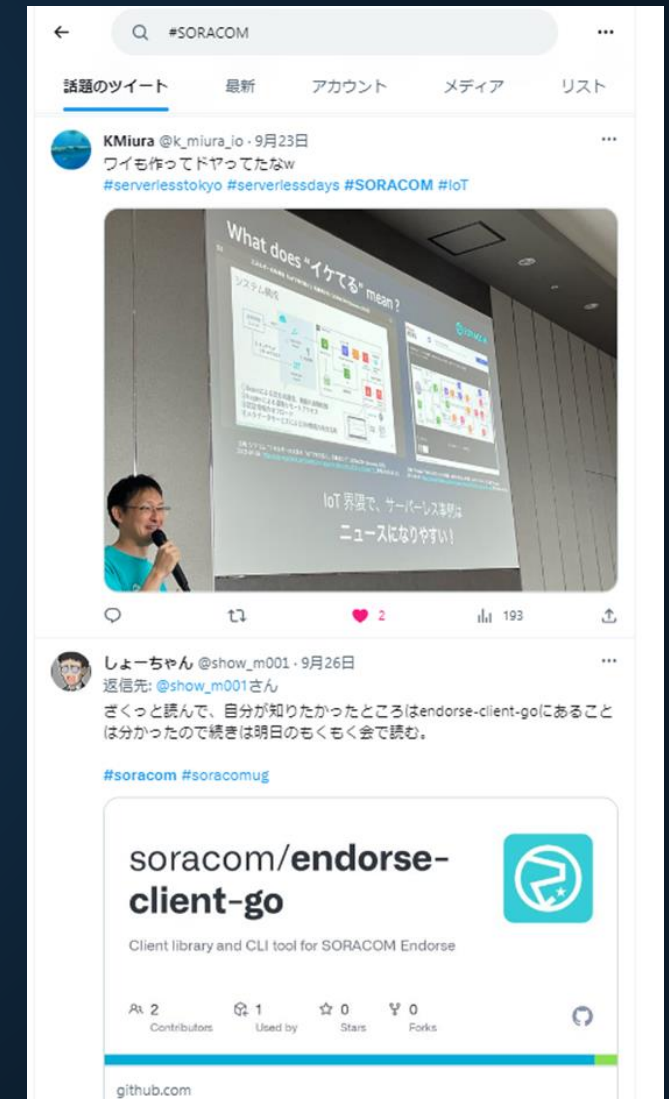 #SORACOM
話題のツイート 最新 アカウント メディア リスト
KMiura @k_miura_io · 9月23日
ワイも作ってドヤってたなw
#serverlesstokyo #serverlessdays #SORACOM #IoT
What does "イケてる" mean ?
システム構成
IoT 界隈で、サーバーレス事例は
ニュースになりやすい!
2 193
しょーちゃん @show_m001 · 9月26日
返信先: @show_m001さん
ざくっと読んで、自分が知りたかったところはendorse-client-goにあること
は分かったので続きは明日のもくもく会で読む。
#soracom #soracomug
soracom/endorse-
client-go
Client library and CLI tool for SORACOM Endorse
2 1 0 0
Contributors Used by Stars Forks
github.com